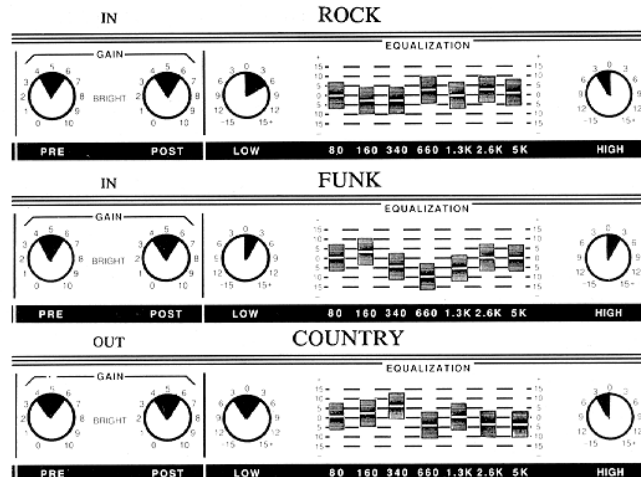 IN ROCK
GAIN EQUALIZATION
BRIGHT
PRE POST LOW 80 160 340 660 1.3K 2.6K 5K HIGH
IN FUNK
GAIN EQUALIZATION
BRIGHT
PRE POST LOW 80 160 340 660 1.3K 2.6K 5K HIGH
OUT COUNTRY
GAIN EQUALIZATION
BRIGHT
PRE POST LOW 80 160 340 660 1.3K 2.6K 5K HIGH